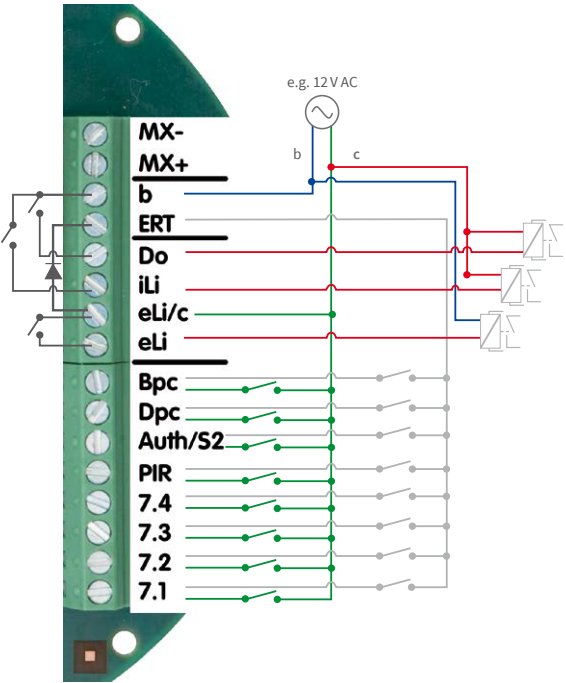 e.g. 12 V AC
b
c
MX-
MX+
b
ERT
Do
iLi
eLi/c
eLi
Bpc
Dpc
Auth/S2
PIR
7.4
7.3
7.2
7.1